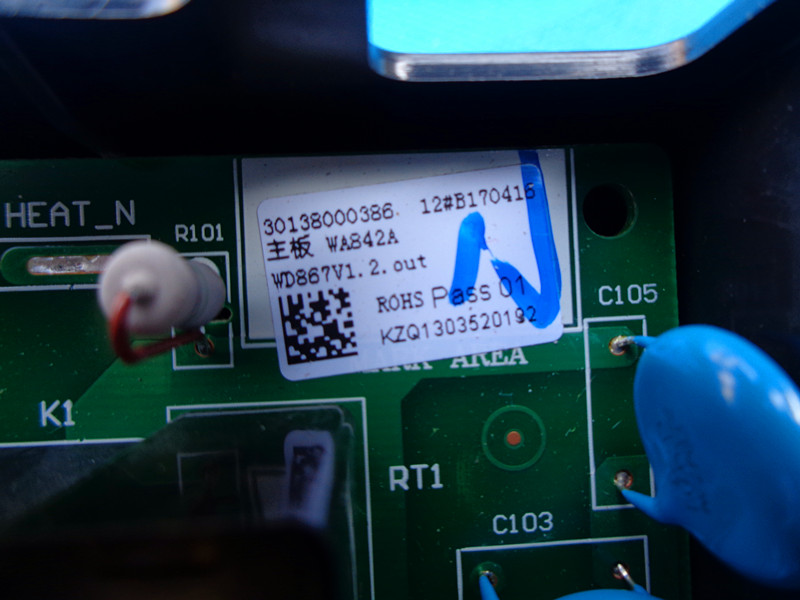 HEAT_N
R101
30138000386 12#B170416
主板 WA842A
WD867V1.2.out
ROHS Pass 01
KZQ1303520192
AREA
C105
K1
RT1
C103